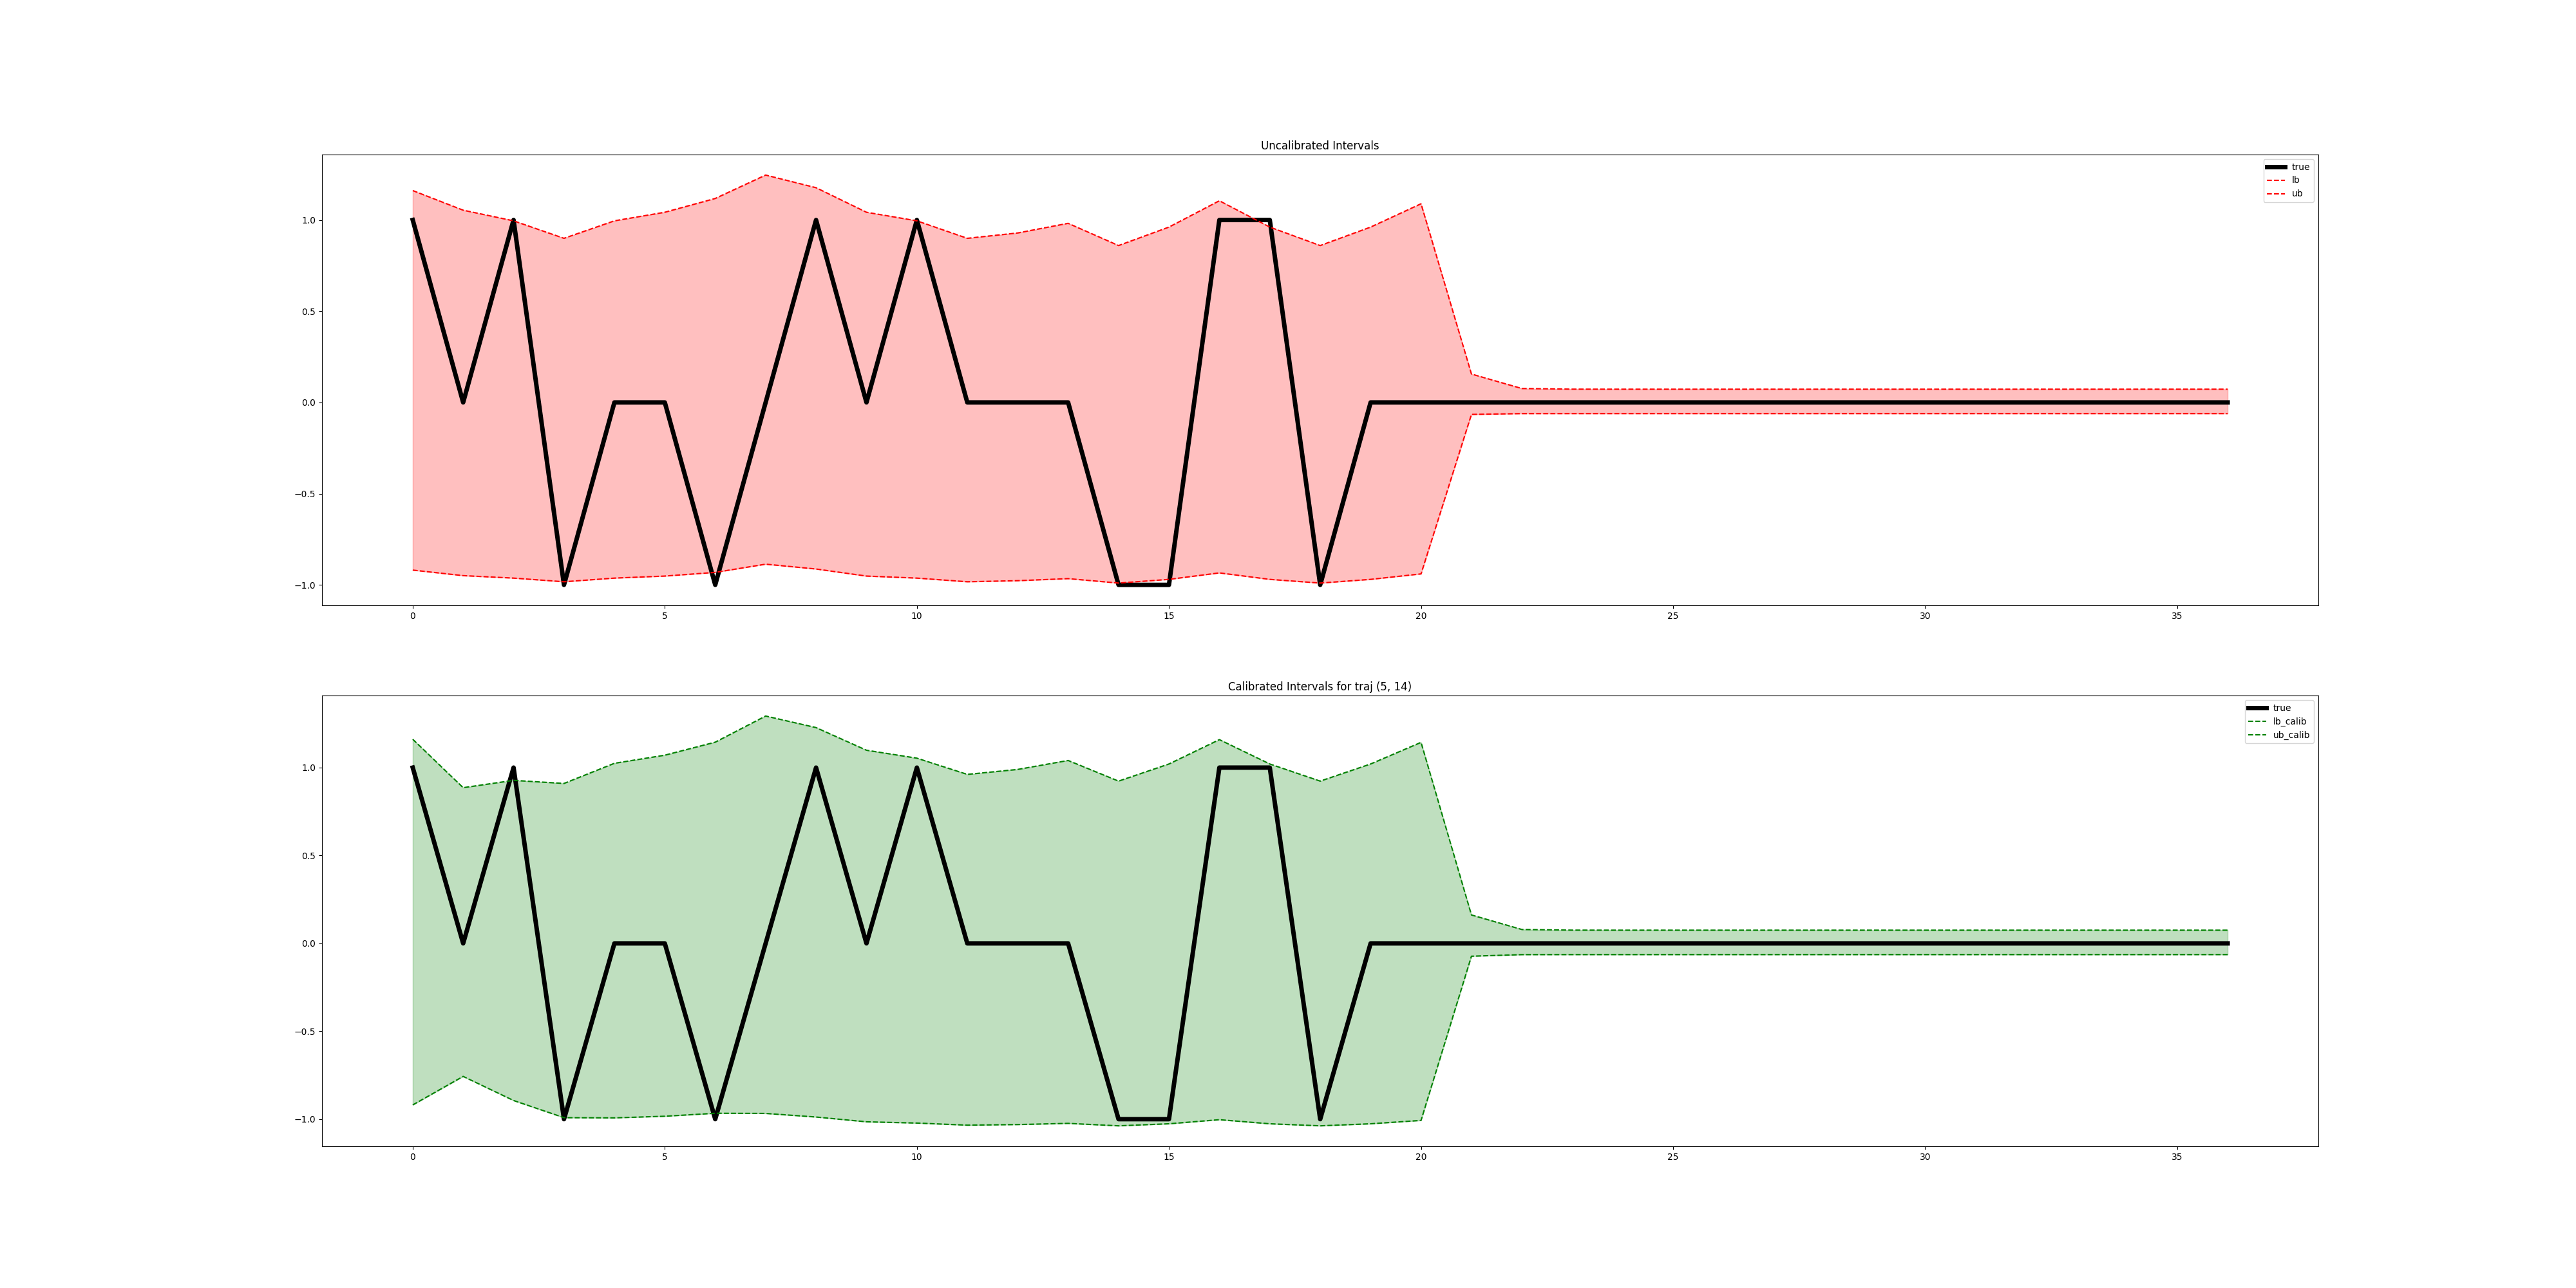 Uncalibrated Intervals
true
lb
ub
1.0
0.5
0.0
−0.5
−1.0
0 5 10 15 20 25 30 35
Calibrated Intervals for traj (5, 14)
true
lb_calib
ub_calib
1.0
0.5
0.0
−0.5
−1.0
0 5 10 15 20 25 30 35